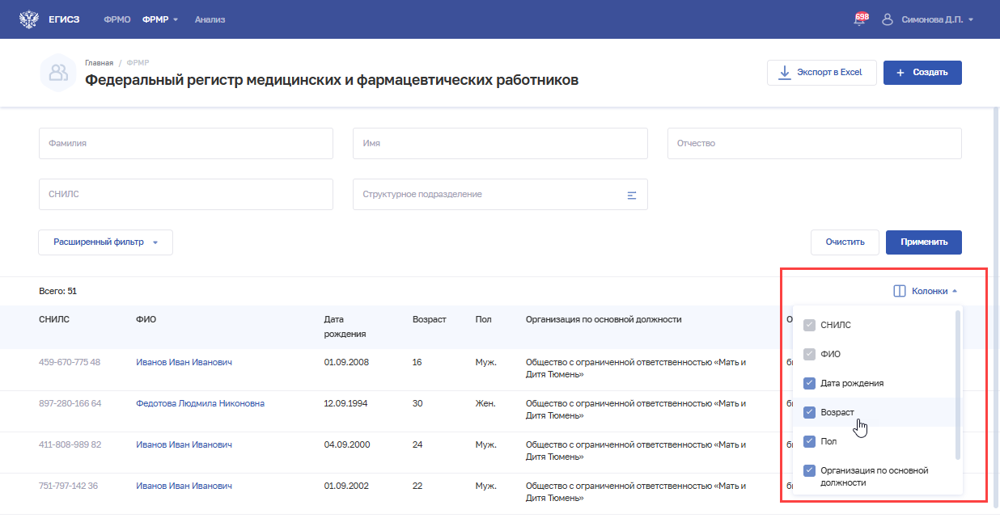 ЕГИСЗ ФРМО ФРМР Анализ 698 Симонова Д.П.
Главная / ФРМР
Федеральный регистр медицинских и фармацевтических работников
Экспорт в Excel + Создать
Фамилия Имя Отчество
СНИЛС Структурное подразделение
Расширенный фильтр Очистить Применить
Всего: 51 Колонки
СНИЛС ФИО Дата рождения Возраст Пол Организация по основной должности
459-670-775 48 Иванов Иван Иванович 01.09.2008 16 Муж. Общество с ограниченной ответственностью «Мать и
Дитя Тюмень»
897-280-166 64 Федотова Людмила Никоновна 12.09.1994 30 Жен. Общество с ограниченной ответственностью «Мать и
Дитя Тюмень»
411-808-989 82 Иванов Иван Иванович 04.09.2000 24 Муж. Общество с ограниченной ответственностью «Мать и
Дитя Тюмень»
751-797-142 36 Иванов Иван Иванович 01.09.2002 22 Муж. Общество с ограниченной ответственностью «Мать и
Дитя Тюмень»
СНИЛС
ФИО
Дата рождения
Возраст
Пол
Организация по основной
должности